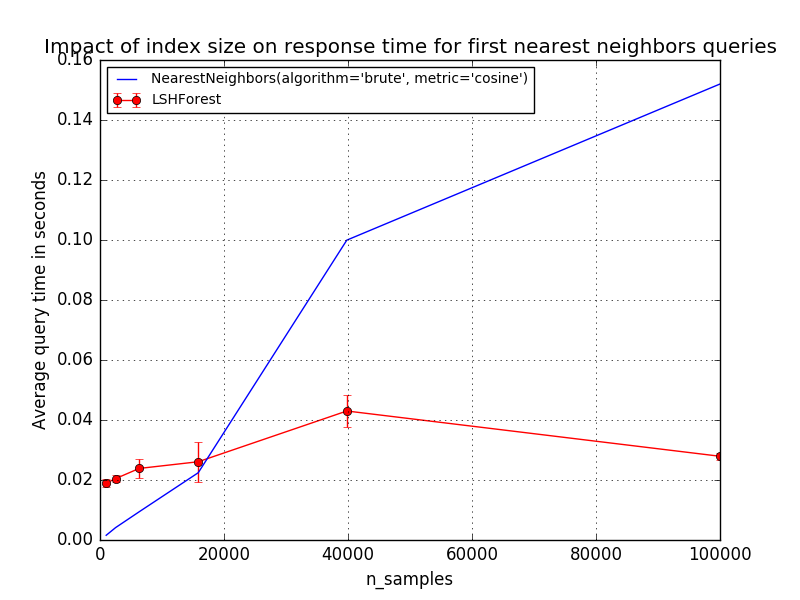 Impact of index size on response time for first nearest neighbors queries
NearestNeighbors(algorithm='brute', metric='cosine')
LSHForest
Average query time in seconds
0.16
0.14
0.12
0.10
0.08
0.06
0.04
0.02
0.00
0 20000 40000 60000 80000 100000
n_samples